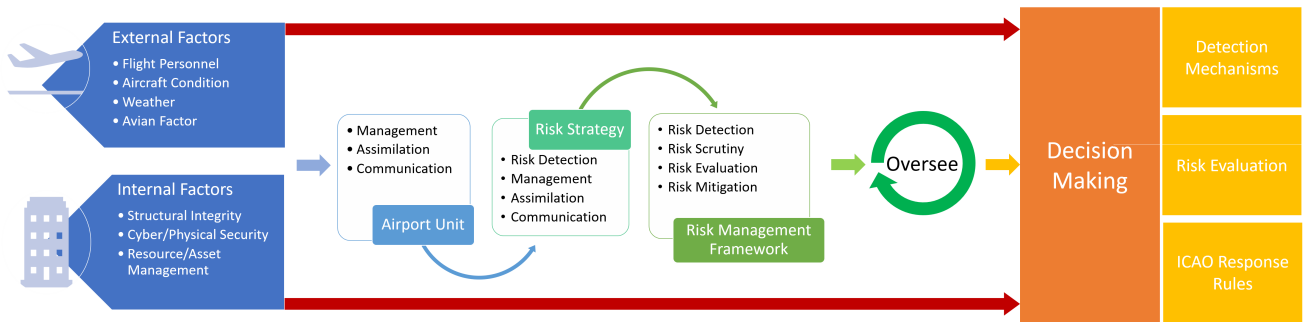 External Factors
• Flight Personnel
• Aircraft Condition
• Weather
• Avian Factor
Internal Factors
• Structural Integrity
• Cyber/Physical Security
• Resource/Asset
Management
• Management
• Assimilation
• Communication
Airport Unit
Risk Strategy
• Risk Detection
• Management
• Assimilation
• Communication
• Risk Detection
• Risk Scrutiny
• Risk Evaluation
• Risk Mitigation
Risk Management
Framework
Oversee
Decision
Making
Detection
Mechanisms
Risk Evaluation
ICAO Response
Rules